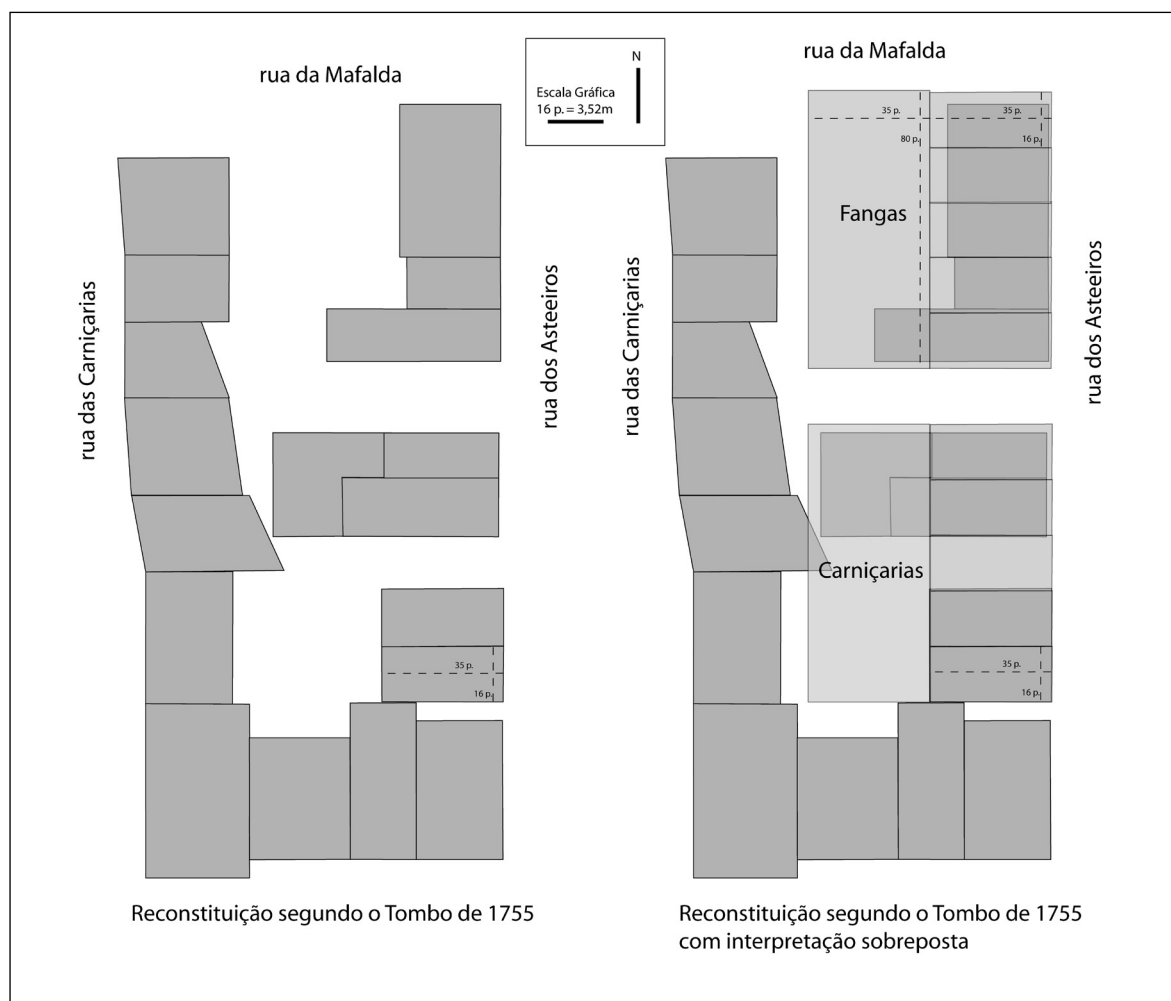 rua da Mafalda
N
Escala Gráfica
16 p. = 3,52m
rua das Carniçarias
rua dos Asteeiros
35 p.
16 p.
Reconstituição segundo o Tombo de 1755
rua da Mafalda
35 p.
35 p.
80 p.
16 p.
Fangas
rua das Carniçarias
rua dos Asteeiros
Carniçarias
35 p.
16 p.
Reconstituição segundo o Tombo de 1755
com interpretação sobreposta